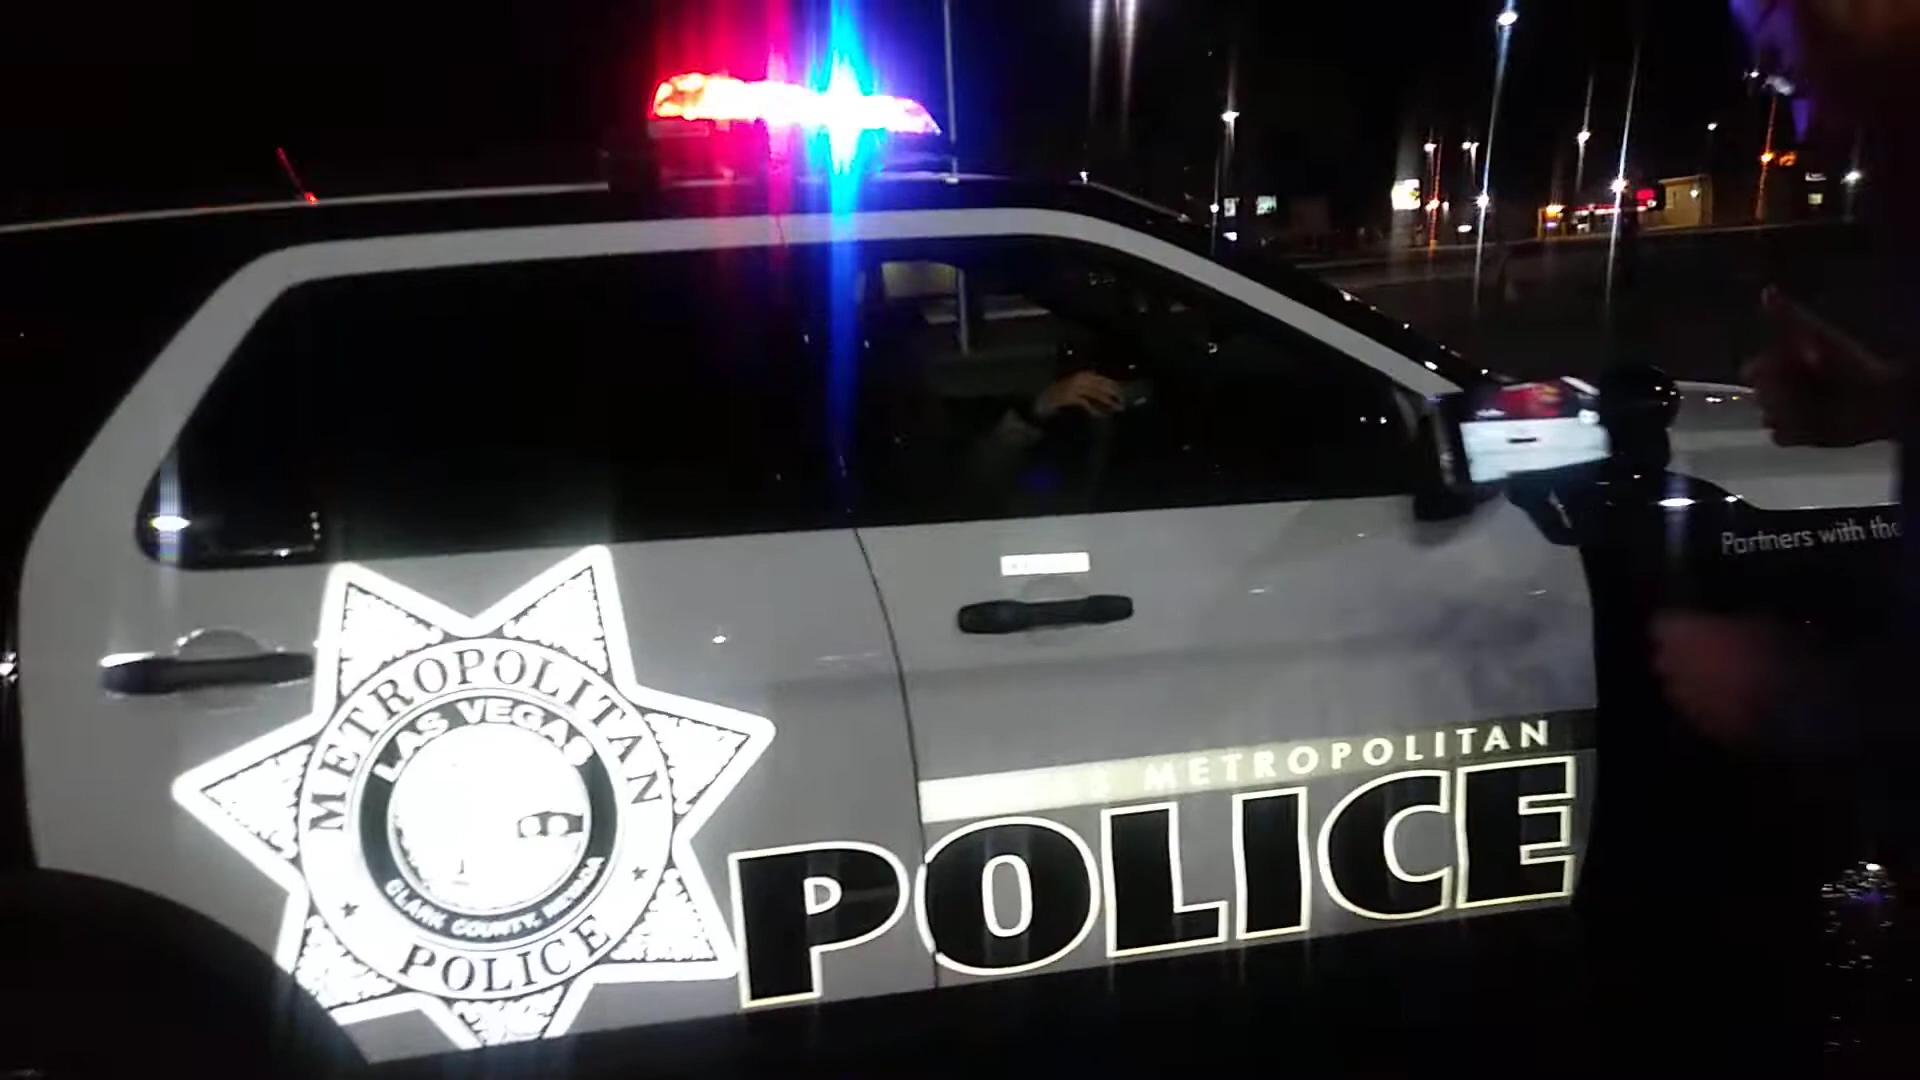 Partners with the
METROPOLITAN
LAS VEGAS
CLARK COUNTY, NEVADA
POLICE
METROPOLITAN
POLICE